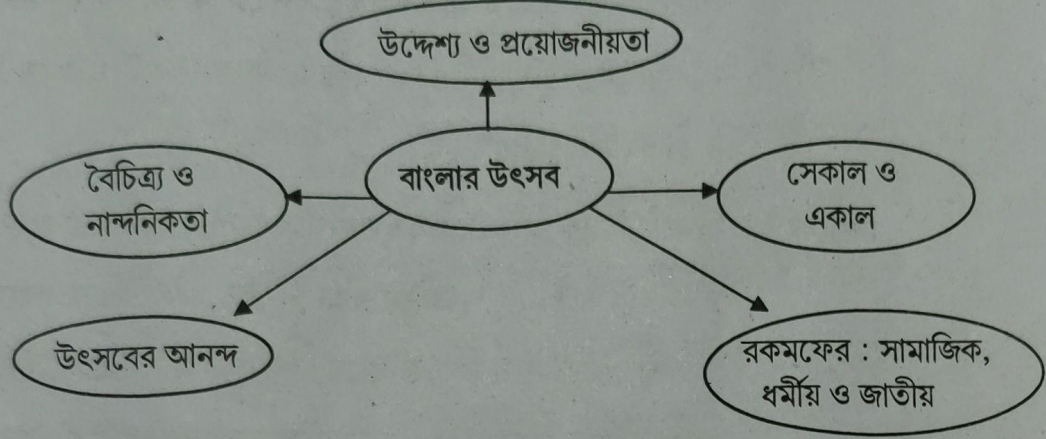 উদ্দেশ্য ও প্রয়োজনীয়তা
বাংলার উৎসব
বৈচিত্র্য ও
নান্দনিকতা
সেকাল ও
একাল
উৎসবের আনন্দ
রকমফের : সামাজিক,
ধর্মীয় ও জাতীয়